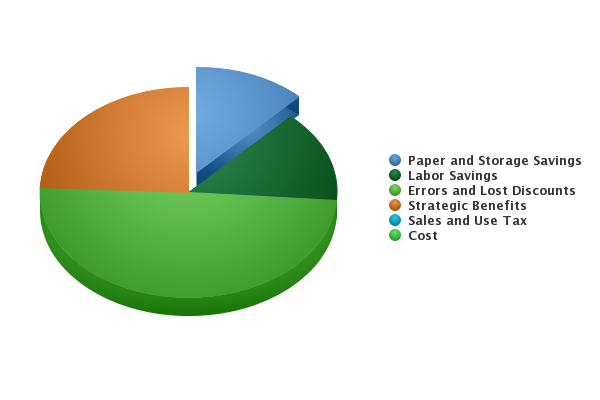 Paper and Storage Savings
Labor Savings
Errors and Lost Discounts
Strategic Benefits
Sales and Use Tax
Cost